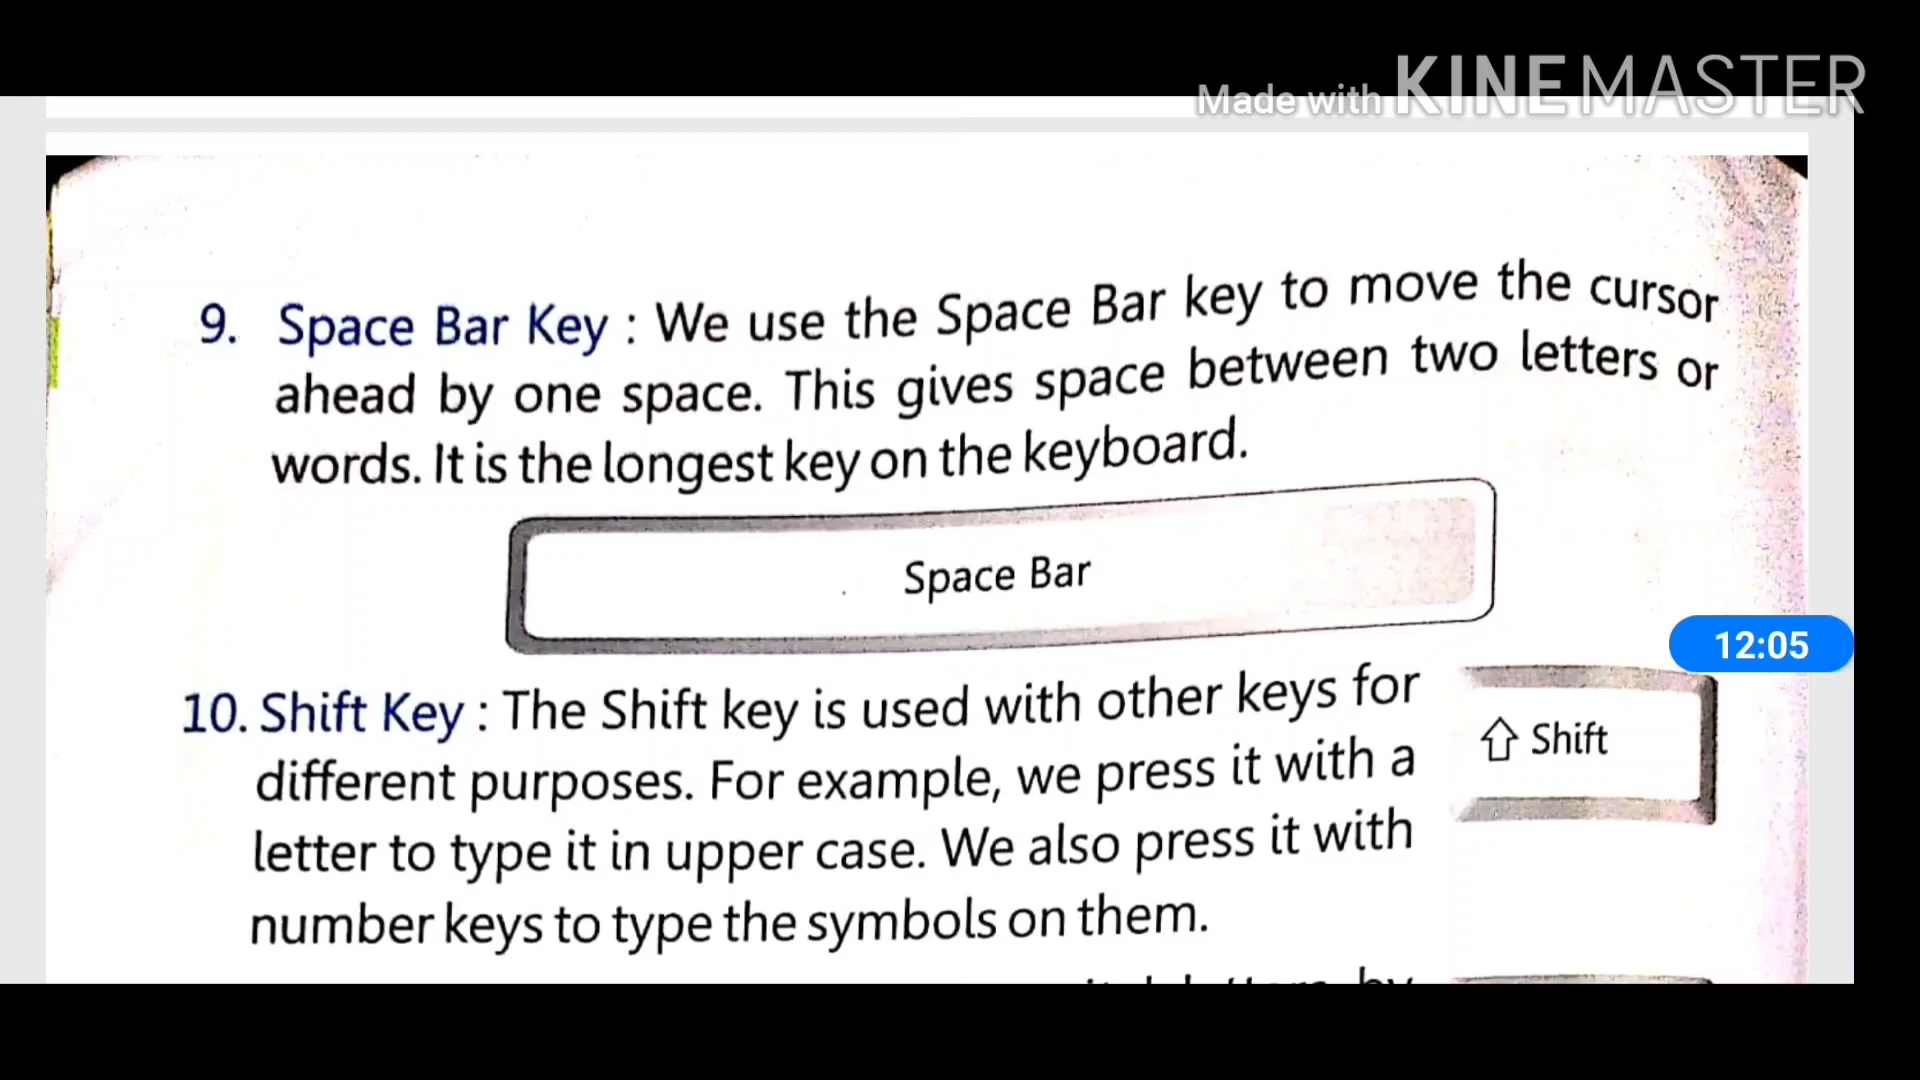 Made with KINEMASTER
9. Space Bar Key : We use the Space Bar key to move the cursor
ahead by one space. This gives space between two letters or
words. It is the longest key on the keyboard.
Space Bar
12:05
10. Shift Key : The Shift key is used with other keys for
different purposes. For example, we press it with a
letter to type it in upper case. We also press it with
number keys to type the symbols on them.
⇧ Shift
by